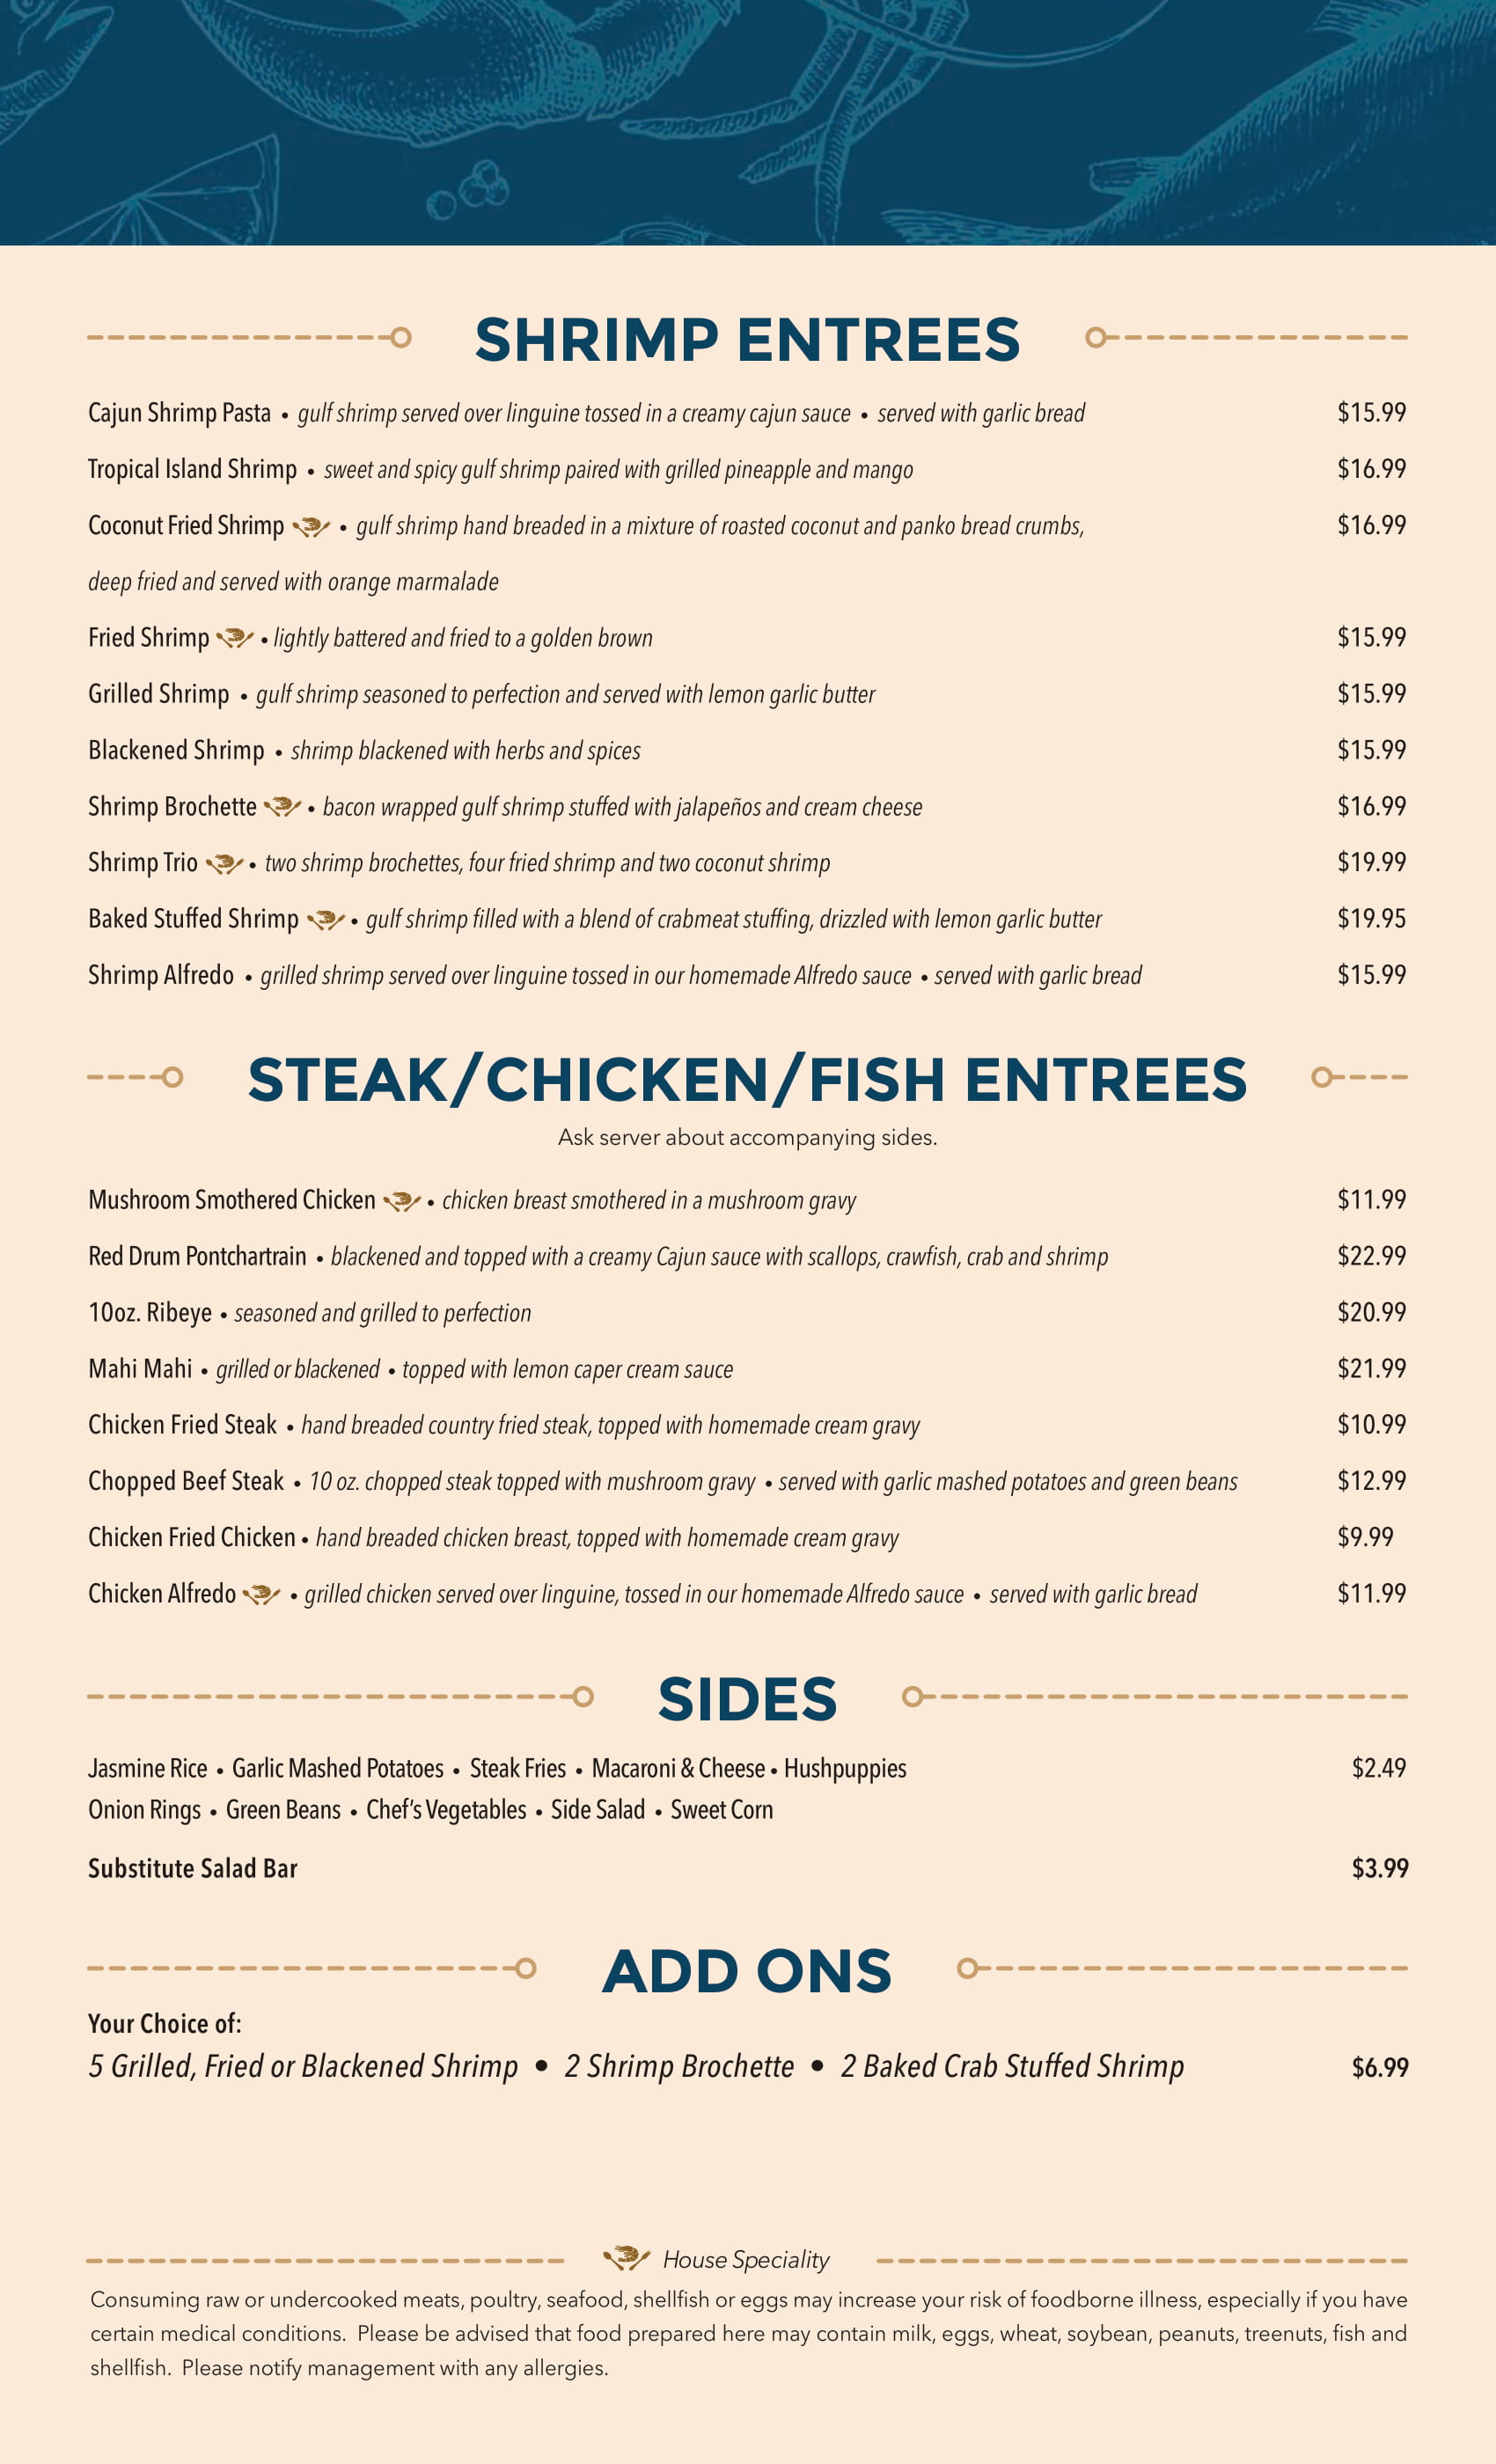 SHRIMP ENTREES
Cajun Shrimp Pasta • gulf shrimp served over linguine tossed in a creamy cajun sauce • served with garlic bread $15.99
Tropical Island Shrimp • sweet and spicy gulf shrimp paired with grilled pineapple and mango $16.99
Coconut Fried Shrimp • gulf shrimp hand breaded in a mixture of roasted coconut and panko bread crumbs, $16.99
deep fried and served with orange marmalade
Fried Shrimp • lightly battered and fried to a golden brown $15.99
Grilled Shrimp • gulf shrimp seasoned to perfection and served with lemon garlic butter $15.99
Blackened Shrimp • shrimp blackened with herbs and spices $15.99
Shrimp Brochette • bacon wrapped gulf shrimp stuffed with jalapeños and cream cheese $16.99
Shrimp Trio • two shrimp brochettes, four fried shrimp and two coconut shrimp $19.99
Baked Stuffed Shrimp • gulf shrimp filled with a blend of crabmeat stuffing, drizzled with lemon garlic butter $19.95
Shrimp Alfredo • grilled shrimp served over linguine tossed in our homemade Alfredo sauce • served with garlic bread $15.99
STEAK/CHICKEN/FISH ENTREES
Ask server about accompanying sides.
Mushroom Smothered Chicken • chicken breast smothered in a mushroom gravy $11.99
Red Drum Pontchartrain • blackened and topped with a creamy Cajun sauce with scallops, crawfish, crab and shrimp $22.99
10oz. Ribeye • seasoned and grilled to perfection $20.99
Mahi Mahi • grilled or blackened • topped with lemon caper cream sauce $21.99
Chicken Fried Steak • hand breaded country fried steak, topped with homemade cream gravy $10.99
Chopped Beef Steak • 10 oz. chopped steak topped with mushroom gravy • served with garlic mashed potatoes and green beans $12.99
Chicken Fried Chicken • hand breaded chicken breast, topped with homemade cream gravy $9.99
Chicken Alfredo • grilled chicken served over linguine, tossed in our homemade Alfredo sauce • served with garlic bread $11.99
SIDES
Jasmine Rice • Garlic Mashed Potatoes • Steak Fries • Macaroni & Cheese • Hushpuppies $2.49
Onion Rings • Green Beans • Chef's Vegetables • Side Salad • Sweet Corn
Substitute Salad Bar $3.99
ADD ONS
Your Choice of:
5 Grilled, Fried or Blackened Shrimp • 2 Shrimp Brochette • 2 Baked Crab Stuffed Shrimp $6.99
House Speciality
Consuming raw or undercooked meats, poultry, seafood, shellfish or eggs may increase your risk of foodborne illness, especially if you have
certain medical conditions. Please be advised that food prepared here may contain milk, eggs, wheat, soybean, peanuts, treenuts, fish and
shellfish. Please notify management with any allergies.